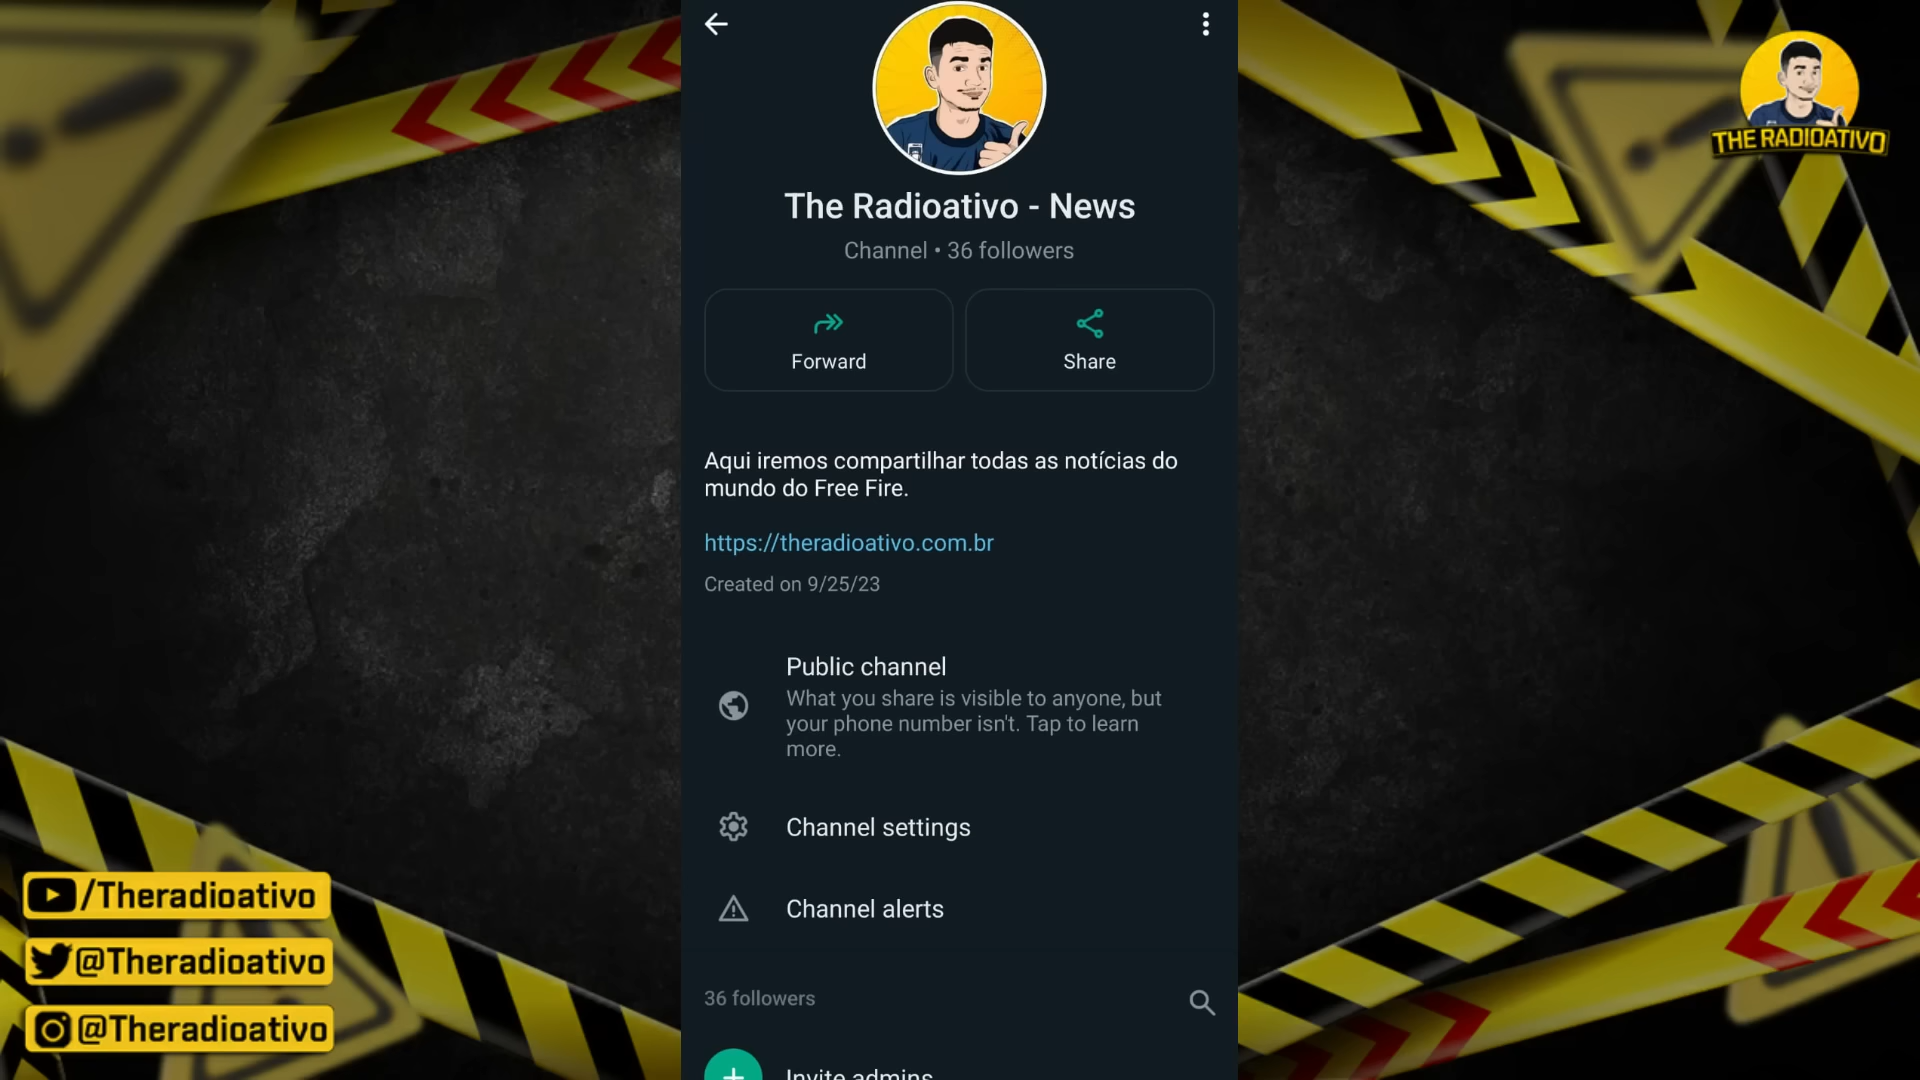 THE RADIOATIVO
The Radioativo - News
Channel • 36 followers
Forward
Share
Aqui iremos compartilhar todas as notícias do
mundo do Free Fire.
https://theradioativo.com.br
Created on 9/25/23
Public channel
What you share is visible to anyone, but
your phone number isn't. Tap to learn
more.
Channel settings
Channel alerts
36 followers
Invite admins
/Theradioativo
@Theradioativo
@Theradioativo